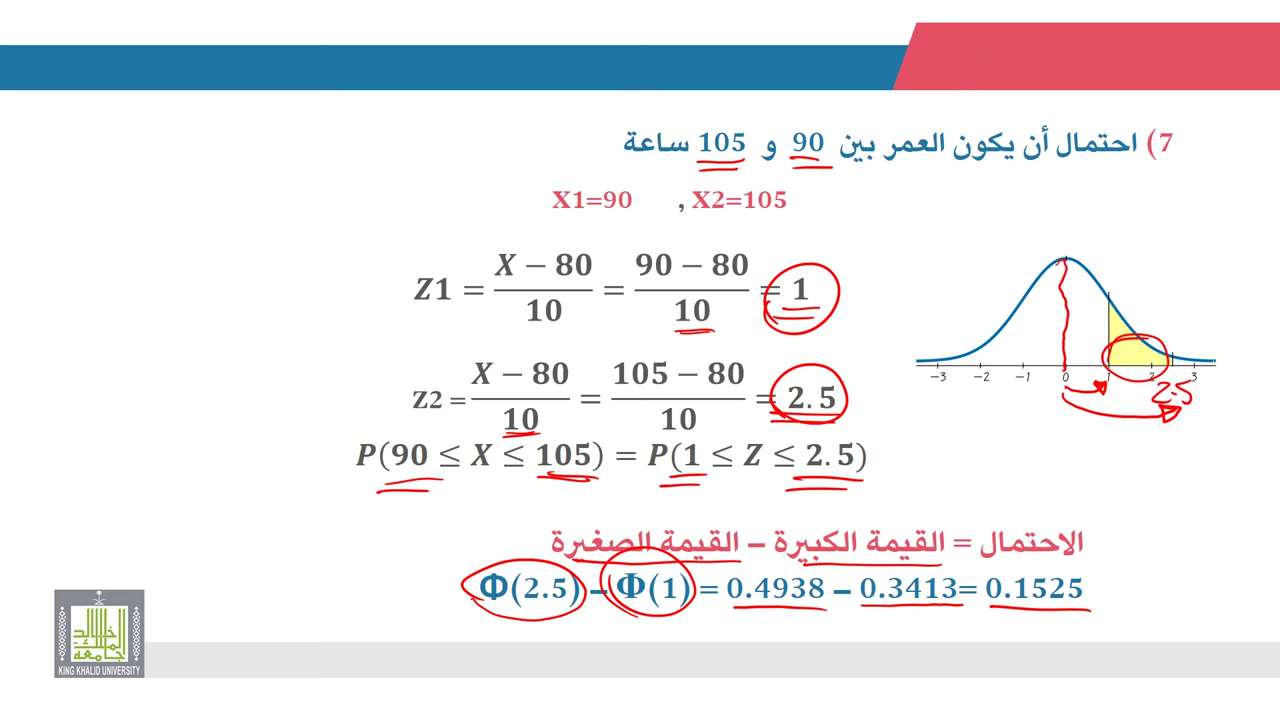 7) احتمال أن يكون العمر بين 90 و 105 ساعة
X1=90 , X2=105
Z1 = (X − 80)/10 = (90 − 80)/10 = 1
Z2 = (X − 80)/10 = (105 − 80)/10 = 2.5
P(90 ≤ X ≤ 105) = P(1 ≤ Z ≤ 2.5)
−3 −2 −1 0 1 2 3
2.5
الاحتمال = القيمة الكبيرة – القيمة الصغيرة
Φ(2.5) – Φ(1) = 0.4938 – 0.3413= 0.1525
جامعة الملك خالد
KING KHALID UNIVERSITY